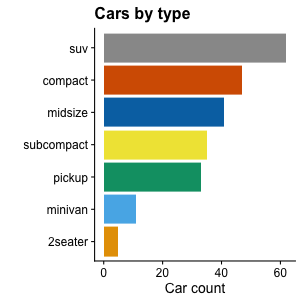 Cars by type
suv
compact
midsize
subcompact
pickup
minivan
2seater
0 20 40 60
Car count